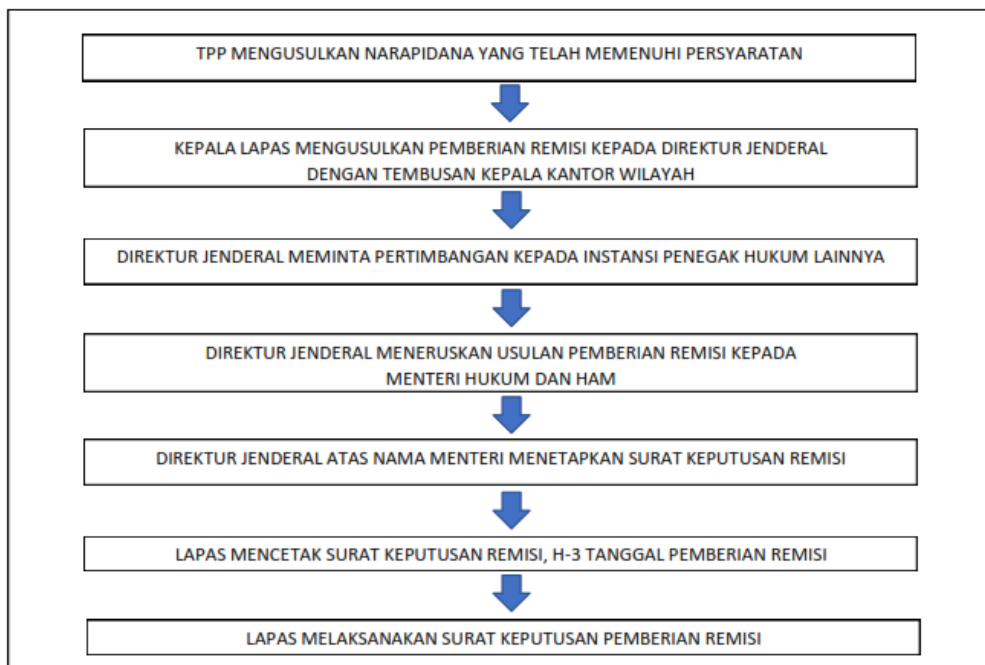 TPP MENGUSULKAN NARAPIDANA YANG TELAH MEMENUHI PERSYARATAN
KEPALA LAPAS MENGUSULKAN PEMBERIAN REMISI KEPADA DIREKTUR JENDERAL
DENGAN TEMBUSAN KEPALA KANTOR WILAYAH
DIREKTUR JENDERAL MEMINTA PERTIMBANGAN KEPADA INSTANSI PENEGAK HUKUM LAINNYA
DIREKTUR JENDERAL MENERUSKAN USULAN PEMBERIAN REMISI KEPADA
MENTERI HUKUM DAN HAM
DIREKTUR JENDERAL ATAS NAMA MENTERI MENETAPKAN SURAT KEPUTUSAN REMISI
LAPAS MENCETAK SURAT KEPUTUSAN REMISI, H-3 TANGGAL PEMBERIAN REMISI
LAPAS MELAKSANAKAN SURAT KEPUTUSAN PEMBERIAN REMISI